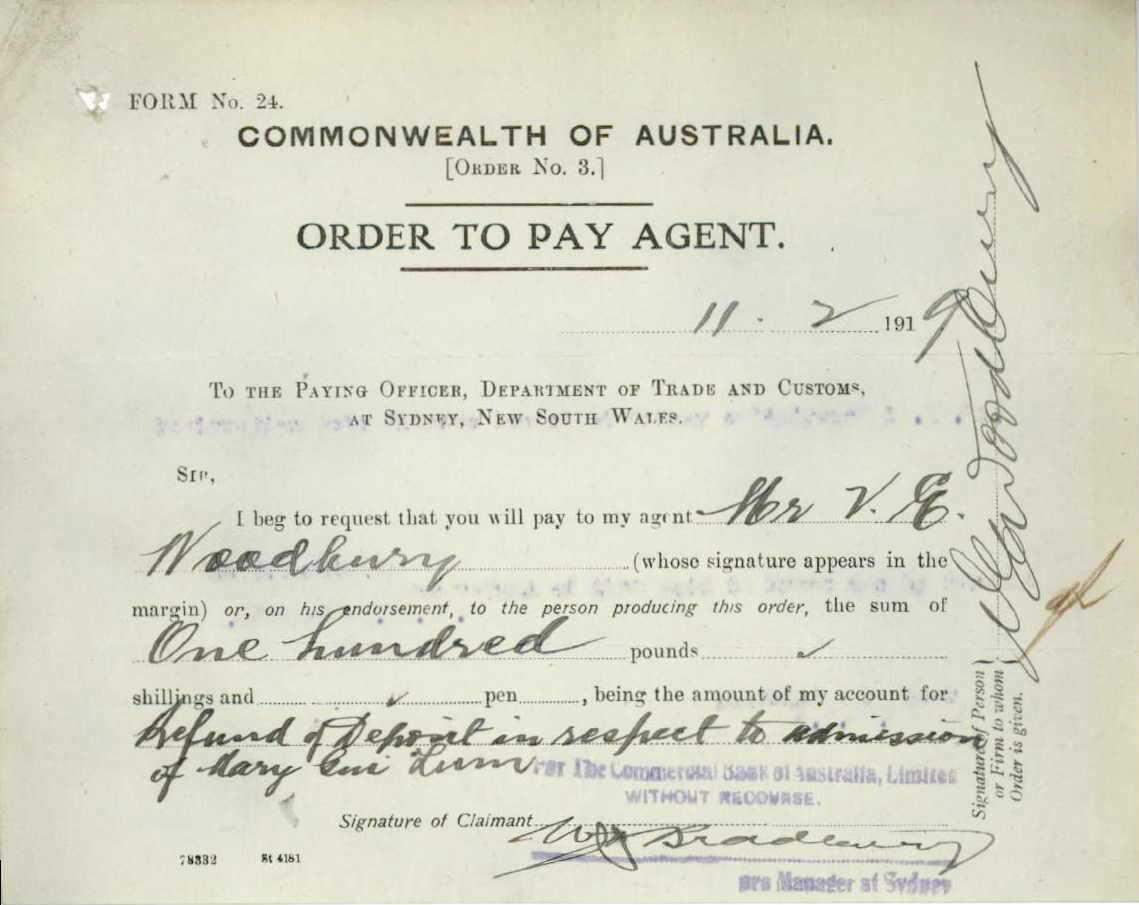 FORM No. 24.
COMMONWEALTH OF AUSTRALIA.
[ORDER No. 3.]
ORDER TO PAY AGENT.
11 . 2 1919
TO THE PAYING OFFICER, DEPARTMENT OF TRADE AND CUSTOMS,
AT SYDNEY, NEW SOUTH WALES.
SIR,
I beg to request that you will pay to my agent Mr V. E.
Woodbury (whose signature appears in the
margin) or, on his endorsement, to the person producing this order, the sum of
One hundred pounds
shillings and pen , being the amount of my account for
Refund of Deposit in respect to admission
of Mary Lum
For The Commercial Bank of Australia, Limited
WITHOUT RECOURSE.
Signature of Claimant Bradbury
pro Manager at Sydney
78332 St 4181
Woodbury
Signature of Person
or Firm to whom
Order is given.